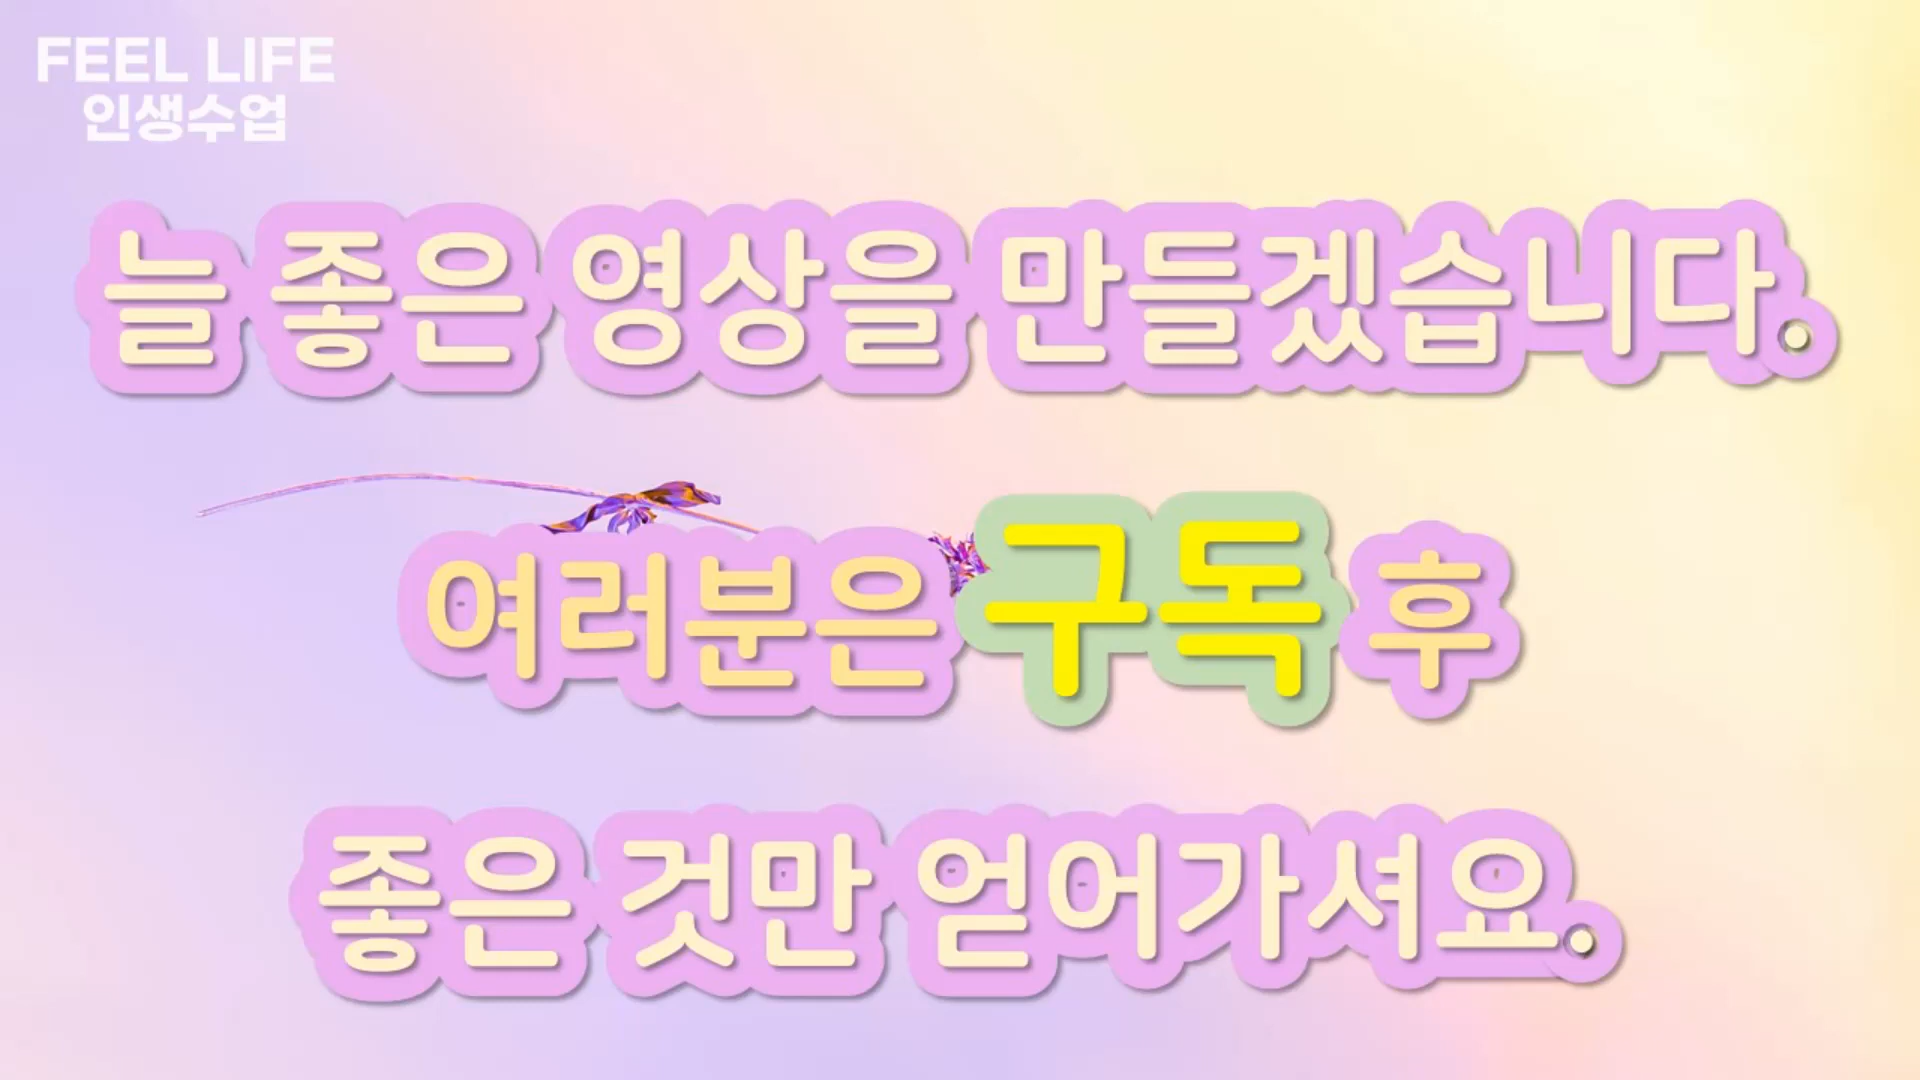 FEEL LIFE
인생수업
늘 좋은 영상을 만들겠습니다.
여러분은 구독 후
좋은 것만 얻어가셔요.